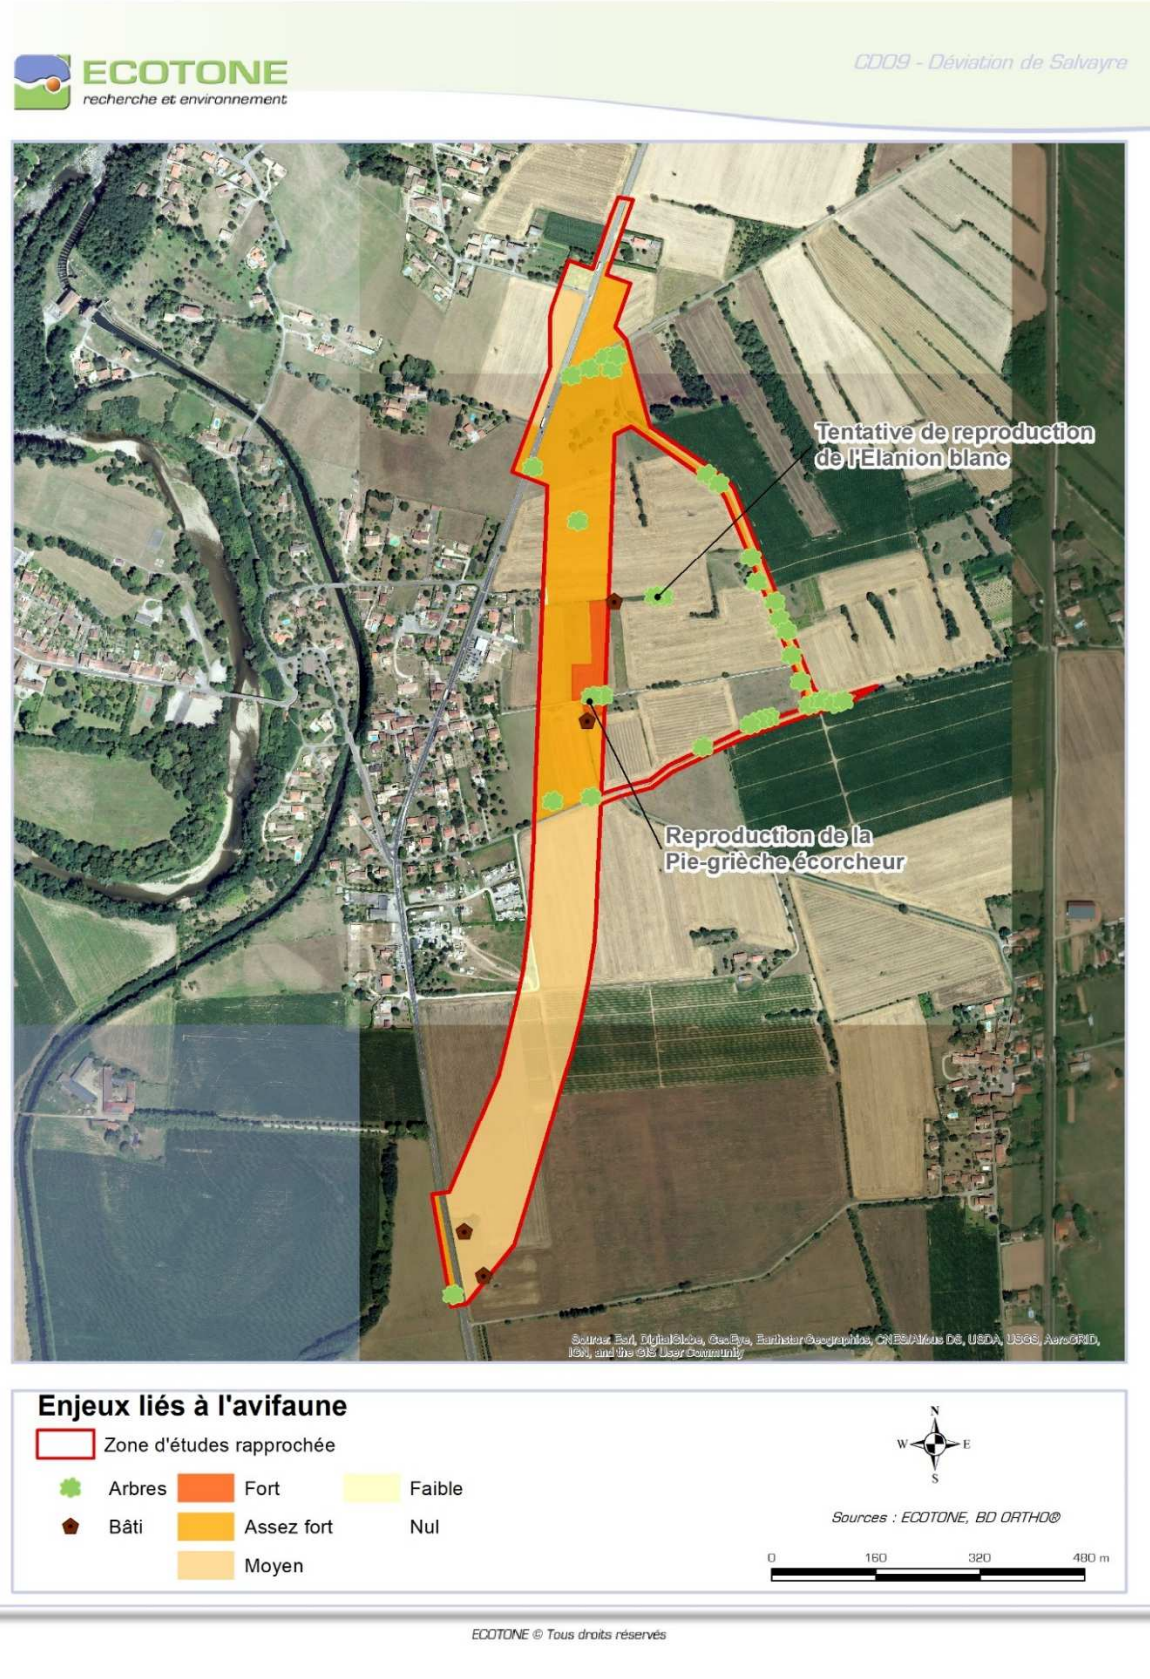 ECOTONE
recherche et environnement
CD09 - Déviation de Salvayre
Tentative de reproduction
de l'Elanion blanc
Reproduction de la
Pie-grièche écorcheur
Source: Esri, DigitalGlobe, GeoEye, Earthstar Geographics, CNES/Airbus DS, USDA, USGS, AeroGRID,
IGN, and the GIS User Community
Enjeux liés à l'avifaune
Zone d'études rapprochée
Arbres
Fort
Faible
Bâti
Assez fort
Nul
Moyen
N
W E
S
Sources : ECOTONE, BD ORTHO®
0 160 320 480 m
ECOTONE © Tous droits réservés